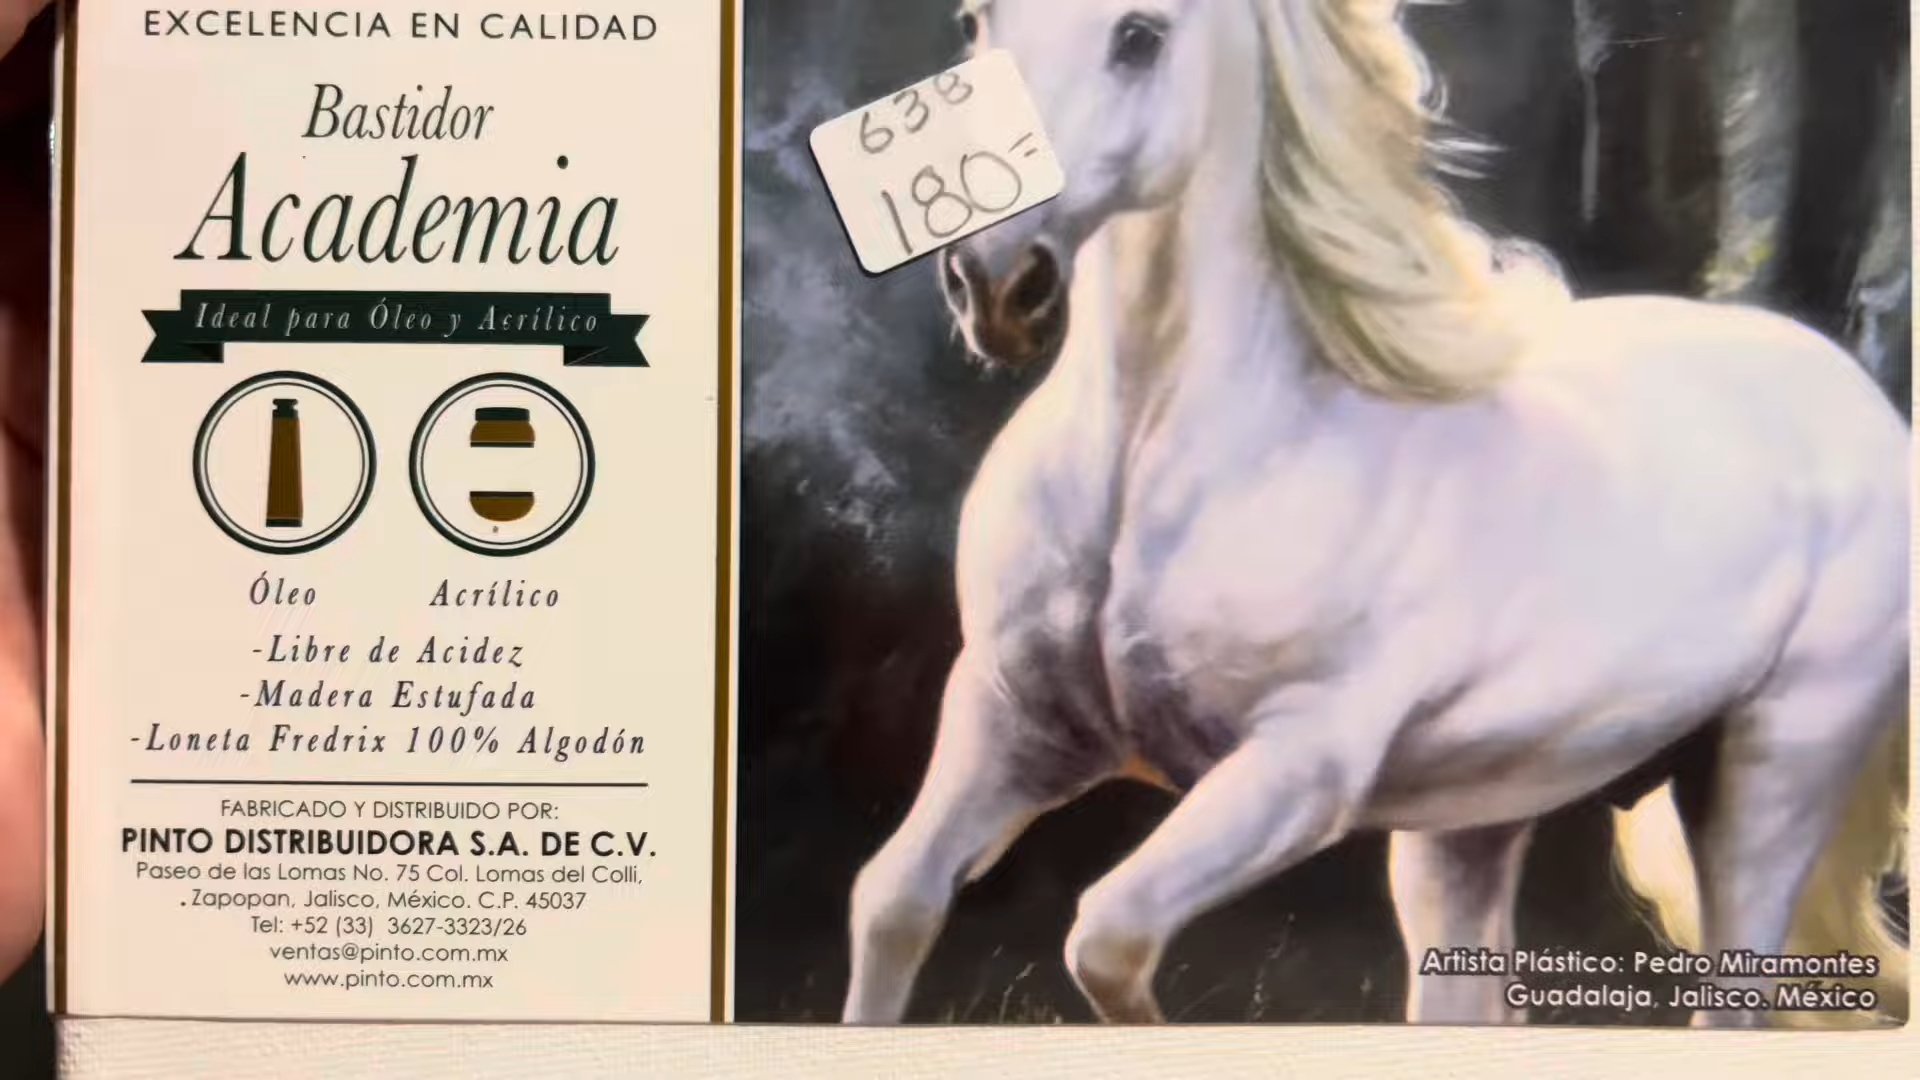 EXCELENCIA EN CALIDAD
Bastidor
Academia
Ideal para Óleo y Acrílico
Óleo
Acrílico
-Libre de Acidez
-Madera Estufada
-Loneta Fredrix 100% Algodón
FABRICADO Y DISTRIBUIDO POR:
PINTO DISTRIBUIDORA S.A. DE C.V.
Paseo de las Lomas No. 75 Col. Lomas del Colli,
Zapopan, Jalisco, México. C.P. 45037
Tel: +52 (33) 3627-3323/26
ventas@pinto.com.mx
www.pinto.com.mx
638
180=
Artista Plástico: Pedro Miramontes
Guadalaja, Jalisco. México